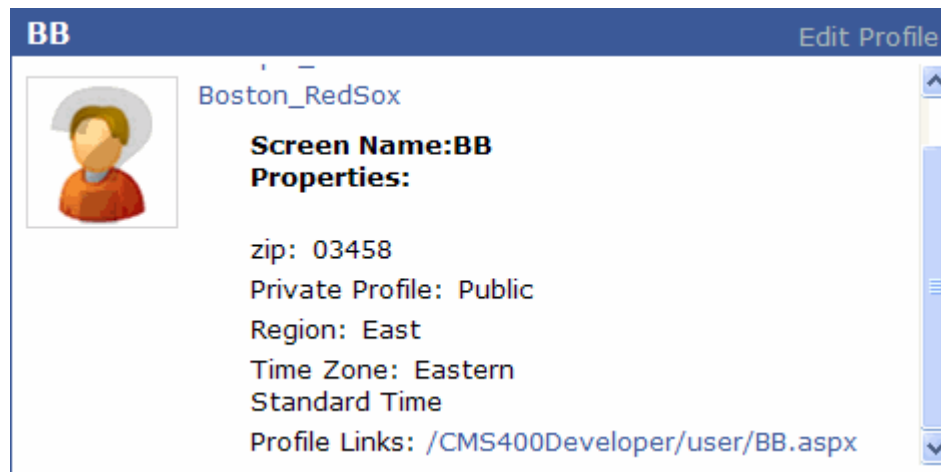 BB
Edit Profile
Boston_RedSox
Screen Name:BB
Properties:
zip: 03458
Private Profile: Public
Region: East
Time Zone: Eastern
Standard Time
Profile Links: /CMS400Developer/user/BB.aspx